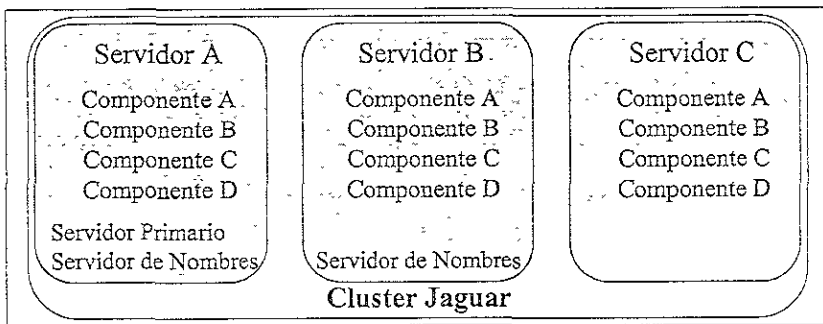 Servidor A
Componente A
Componente B
Componente C
Componente D
Servidor Primario
Servidor de Nombres
Servidor B
Componente A
Componente B
Componente C
Componente D
Servidor de Nombres
Servidor C
Componente A
Componente B
Componente C
Componente D
Cluster Jaguar